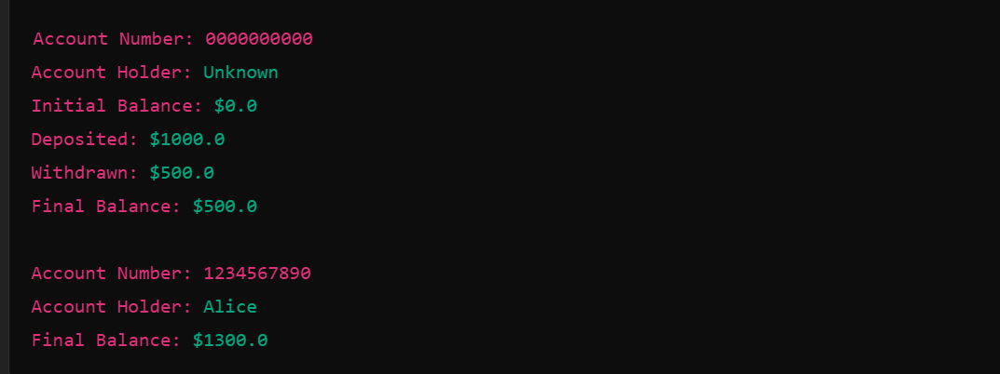 Account Number: 0000000000
Account Holder: Unknown
Initial Balance: $0.0
Deposited: $1000.0
Withdrawn: $500.0
Final Balance: $500.0
Account Number: 1234567890
Account Holder: Alice
Final Balance: $1300.0